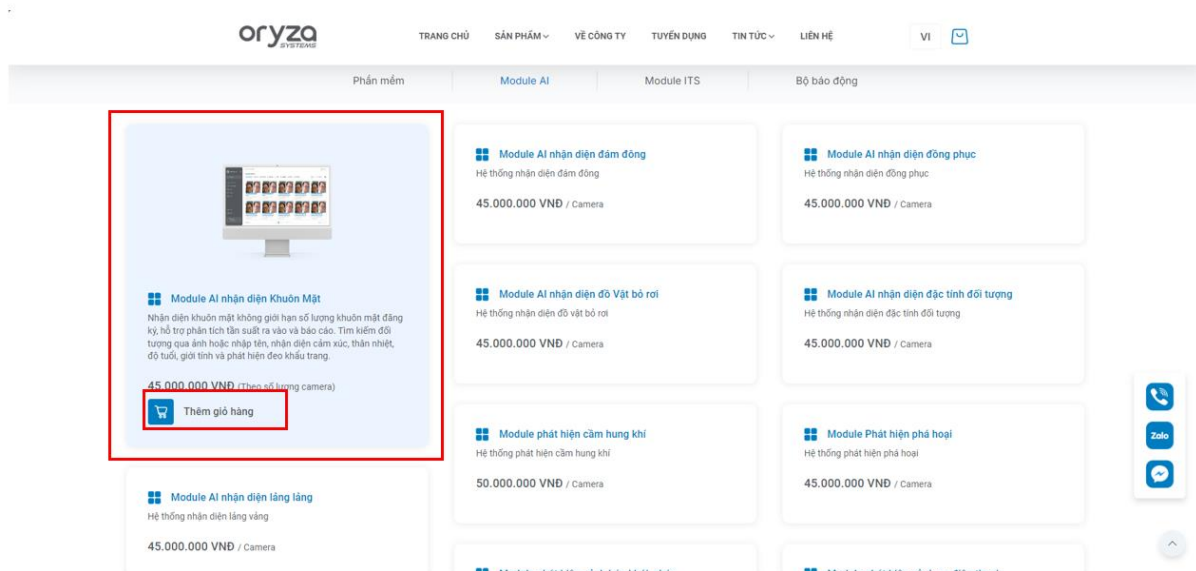 oryza
SYSTEMS
TRANG CHỦ
SẢN PHẨM
VỀ CÔNG TY
TUYỂN DỤNG
TIN TỨC
LIÊN HỆ
VI
Phần mềm
Module AI
Module ITS
Bộ báo động
Module AI nhận diện Khuôn Mặt
Nhận diện khuôn mặt không giới hạn số lượng khuôn mặt đăng
ký, hỗ trợ phân tích tần suất ra vào và báo cáo. Tìm kiếm đối
tượng qua ảnh hoặc nhập tên, nhận diện cảm xúc, thân nhiệt,
độ tuổi, giới tính và phát hiện đeo khẩu trang.
45.000.000 VNĐ (Theo số lượng camera)
Thêm giỏ hàng
Module AI nhận diện lảng lảng
Hệ thống nhận diện lảng vảng
45.000.000 VNĐ / Camera
Module AI nhận diện đám đông
Hệ thống nhận diện đám đông
45.000.000 VNĐ / Camera
Module AI nhận diện đồ Vật bỏ rơi
Hệ thống nhận diện đồ vật bỏ rơi
45.000.000 VNĐ / Camera
Module phát hiện cầm hung khí
Hệ thống phát hiện cầm hung khí
50.000.000 VNĐ / Camera
Module AI nhận diện đồng phục
Hệ thống nhận diện đồng phục
45.000.000 VNĐ / Camera
Module AI nhận diện đặc tính đối tượng
Hệ thống nhận diện đặc tính đối tượng
45.000.000 VNĐ / Camera
Module Phát hiện phá hoại
Hệ thống phát hiện phá hoại
45.000.000 VNĐ / Camera
Zalo